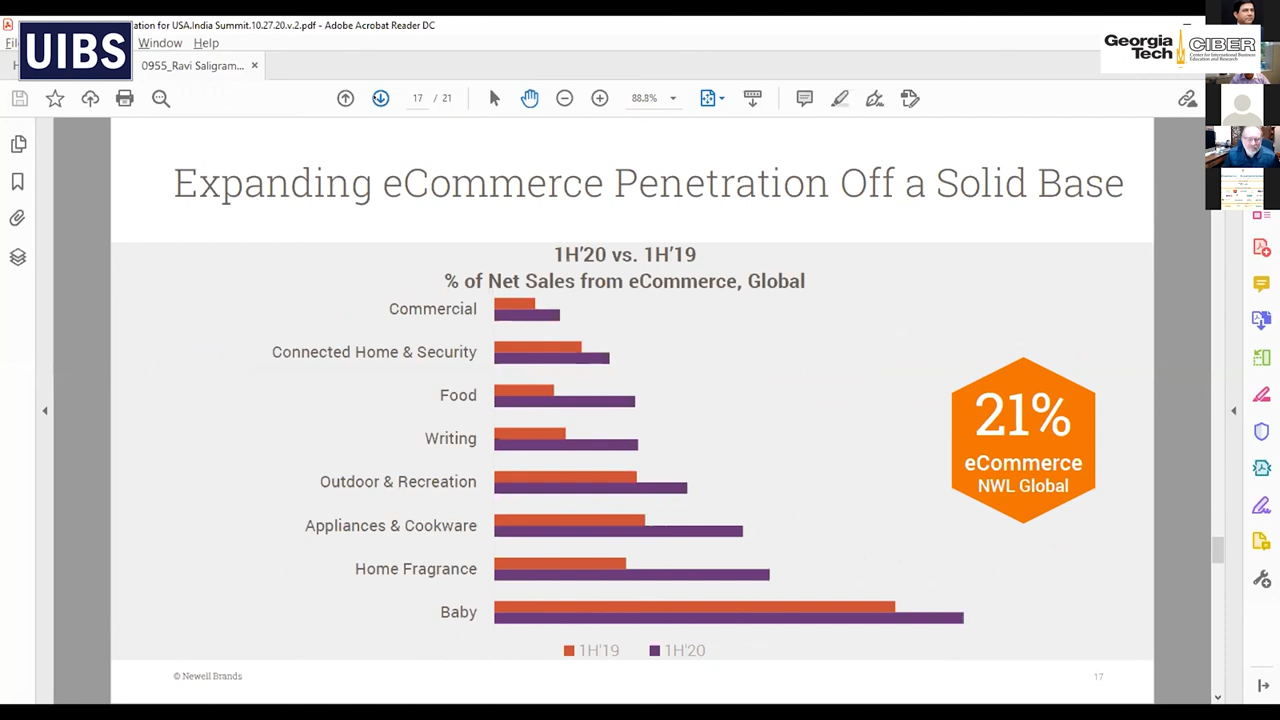 ation for USA.India Summit.10.27.20.v.2.pdf - Adobe Acrobat Reader DC
Window Help
UIBS
Georgia Tech
CIBER
Center for International Business Education and Research
0955_Ravi Saligram...
17 / 21
88.8%
Expanding eCommerce Penetration Off a Solid Base
1H'20 vs. 1H'19
% of Net Sales from eCommerce, Global
Commercial
Connected Home & Security
Food
Writing
Outdoor & Recreation
Appliances & Cookware
Home Fragrance
Baby
21%
eCommerce
NWL Global
1H'19 1H'20
© Newell Brands
17